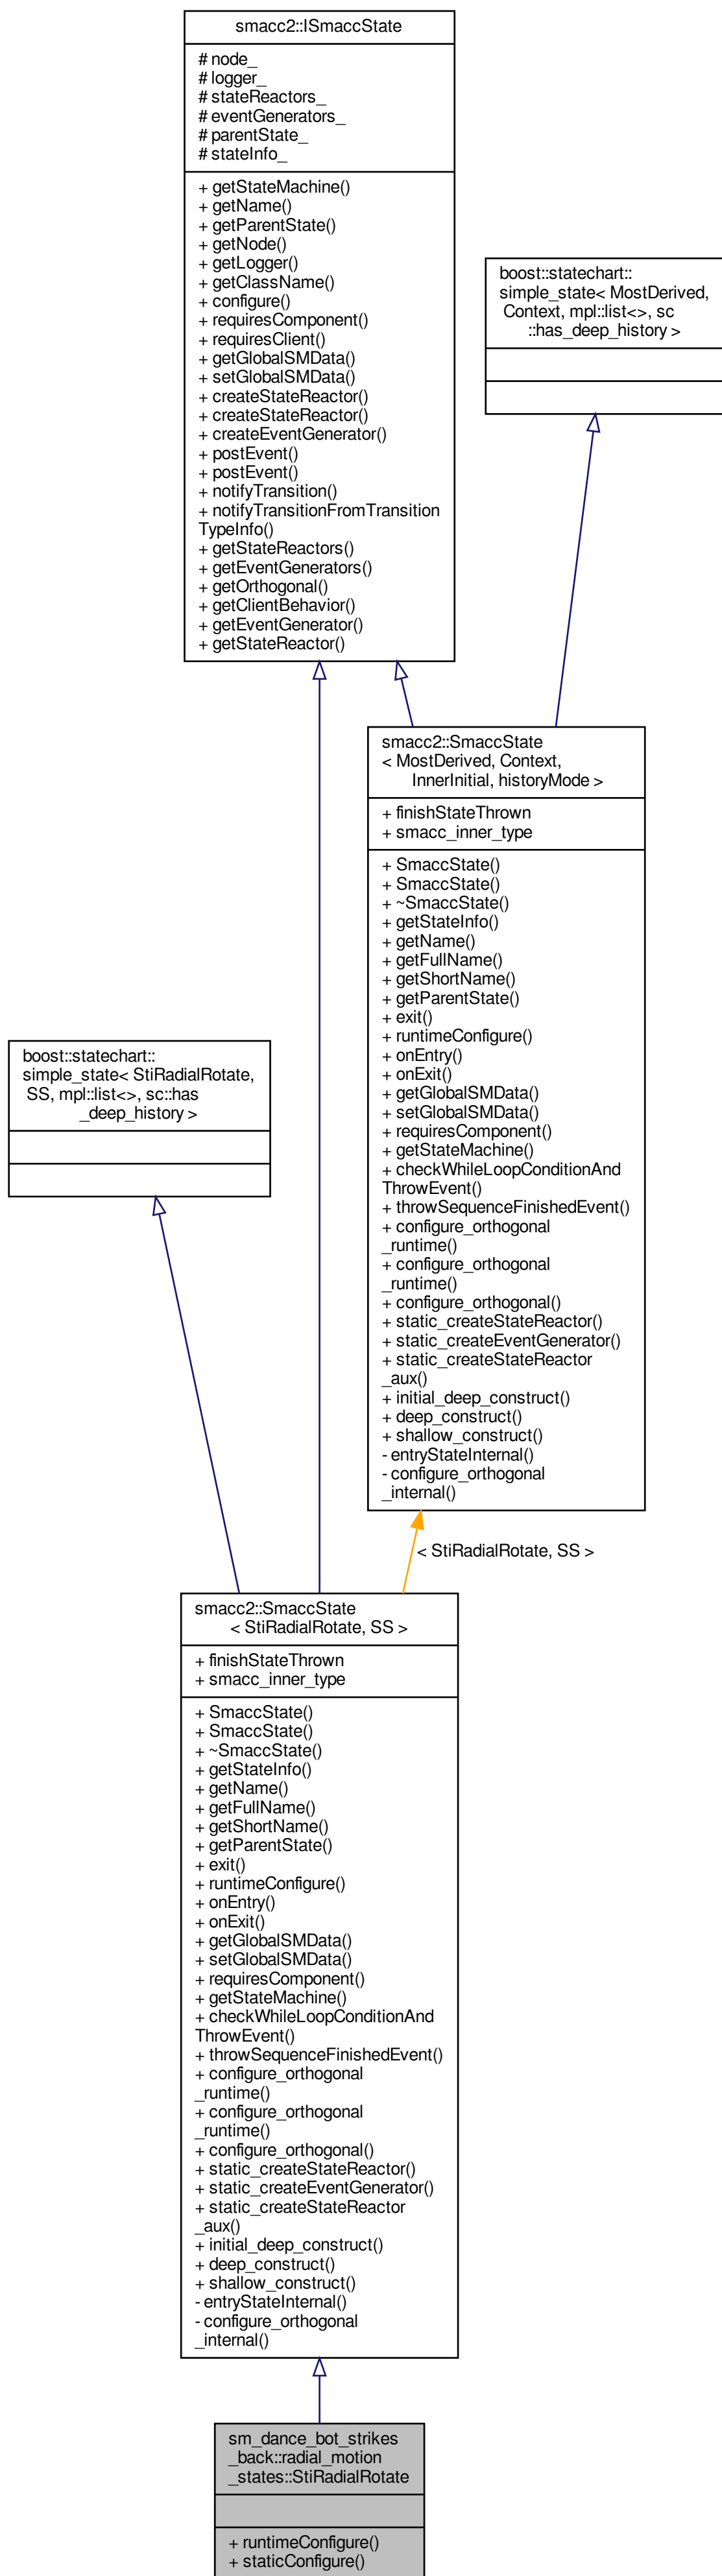 smacc2::ISmaccState
# node_
# logger_
# stateReactors_
# eventGenerators_
# parentState_
# stateInfo_
+ getStateMachine()
+ getName()
+ getParentState()
+ getNode()
+ getLogger()
+ getClassName()
+ configure()
+ requiresComponent()
+ requiresClient()
+ getGlobalSMData()
+ setGlobalSMData()
+ createStateReactor()
+ createStateReactor()
+ createEventGenerator()
+ postEvent()
+ postEvent()
+ notifyTransition()
+ notifyTransitionFromTransition
TypeInfo()
+ getStateReactors()
+ getEventGenerators()
+ getOrthogonal()
+ getClientBehavior()
+ getEventGenerator()
+ getStateReactor()
boost::statechart::
simple_state< MostDerived,
Context, mpl::list<>, sc
::has_deep_history >
smacc2::SmaccState
< MostDerived, Context,
InnerInitial, historyMode >
+ finishStateThrown
+ smacc_inner_type
+ SmaccState()
+ SmaccState()
+ ~SmaccState()
+ getStateInfo()
+ getName()
+ getFullName()
+ getShortName()
+ getParentState()
+ exit()
+ runtimeConfigure()
+ onEntry()
+ onExit()
+ getGlobalSMData()
+ setGlobalSMData()
+ requiresComponent()
+ getStateMachine()
+ checkWhileLoopConditionAnd
ThrowEvent()
+ throwSequenceFinishedEvent()
+ configure_orthogonal
_runtime()
+ configure_orthogonal
_runtime()
+ configure_orthogonal()
+ static_createStateReactor()
+ static_createEventGenerator()
+ static_createStateReactor
_aux()
+ initial_deep_construct()
+ deep_construct()
+ shallow_construct()
- entryStateInternal()
- configure_orthogonal
_internal()
boost::statechart::
simple_state< StiRadialRotate,
SS, mpl::list<>, sc::has
_deep_history >
< StiRadialRotate, SS >
smacc2::SmaccState
< StiRadialRotate, SS >
+ finishStateThrown
+ smacc_inner_type
+ SmaccState()
+ SmaccState()
+ ~SmaccState()
+ getStateInfo()
+ getName()
+ getFullName()
+ getShortName()
+ getParentState()
+ exit()
+ runtimeConfigure()
+ onEntry()
+ onExit()
+ getGlobalSMData()
+ setGlobalSMData()
+ requiresComponent()
+ getStateMachine()
+ checkWhileLoopConditionAnd
ThrowEvent()
+ throwSequenceFinishedEvent()
+ configure_orthogonal
_runtime()
+ configure_orthogonal
_runtime()
+ configure_orthogonal()
+ static_createStateReactor()
+ static_createEventGenerator()
+ static_createStateReactor
_aux()
+ initial_deep_construct()
+ deep_construct()
+ shallow_construct()
- entryStateInternal()
- configure_orthogonal
_internal()
sm_dance_bot_strikes
_back::radial_motion
_states::StiRadialRotate
+ runtimeConfigure()
+ staticConfigure()